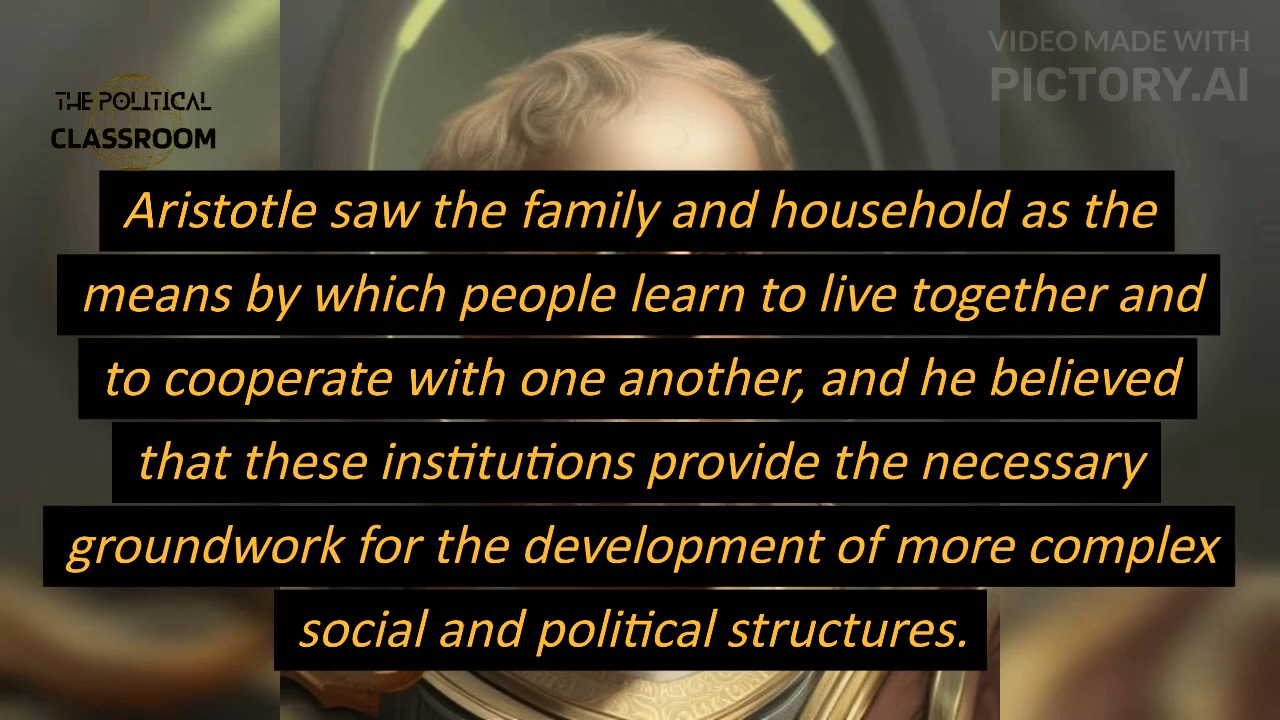 VIDEO MADE WITH
PICTORY.AI
THE POLITICAL
CLASSROOM
Aristotle saw the family and household as the
means by which people learn to live together and
to cooperate with one another, and he believed
that these institutions provide the necessary
groundwork for the development of more complex
social and political structures.